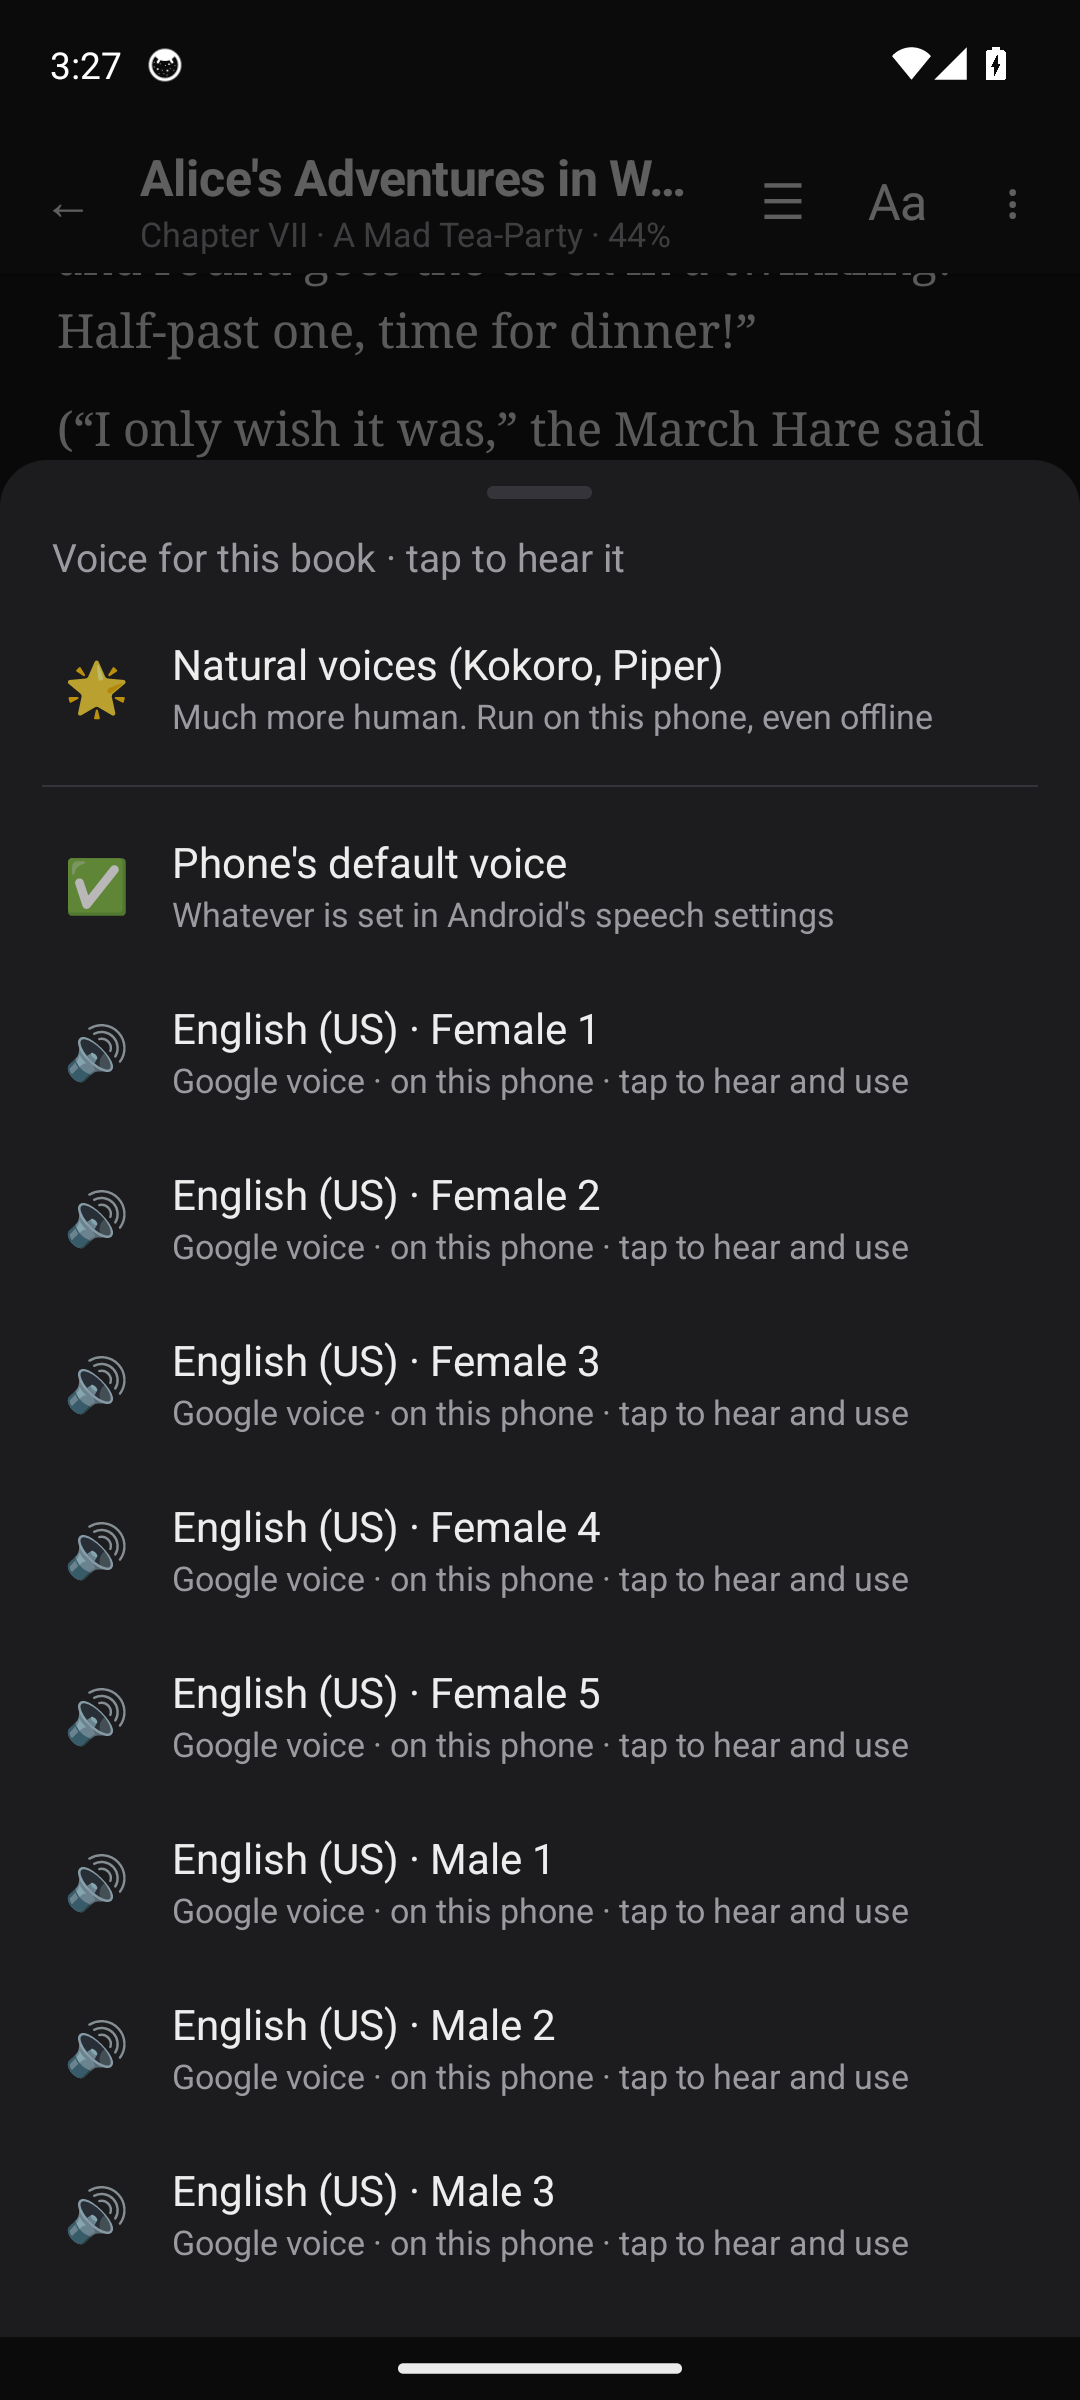 3:27
Alice's Adventures in W...
Chapter VII · A Mad Tea-Party · 44%
Aa
Half-past one, time for dinner!”
(“I only wish it was,” the March Hare said
Voice for this book · tap to hear it
Natural voices (Kokoro, Piper)
Much more human. Run on this phone, even offline
Phone's default voice
Whatever is set in Android's speech settings
English (US) · Female 1
Google voice · on this phone · tap to hear and use
English (US) · Female 2
Google voice · on this phone · tap to hear and use
English (US) · Female 3
Google voice · on this phone · tap to hear and use
English (US) · Female 4
Google voice · on this phone · tap to hear and use
English (US) · Female 5
Google voice · on this phone · tap to hear and use
English (US) · Male 1
Google voice · on this phone · tap to hear and use
English (US) · Male 2
Google voice · on this phone · tap to hear and use
English (US) · Male 3
Google voice · on this phone · tap to hear and use